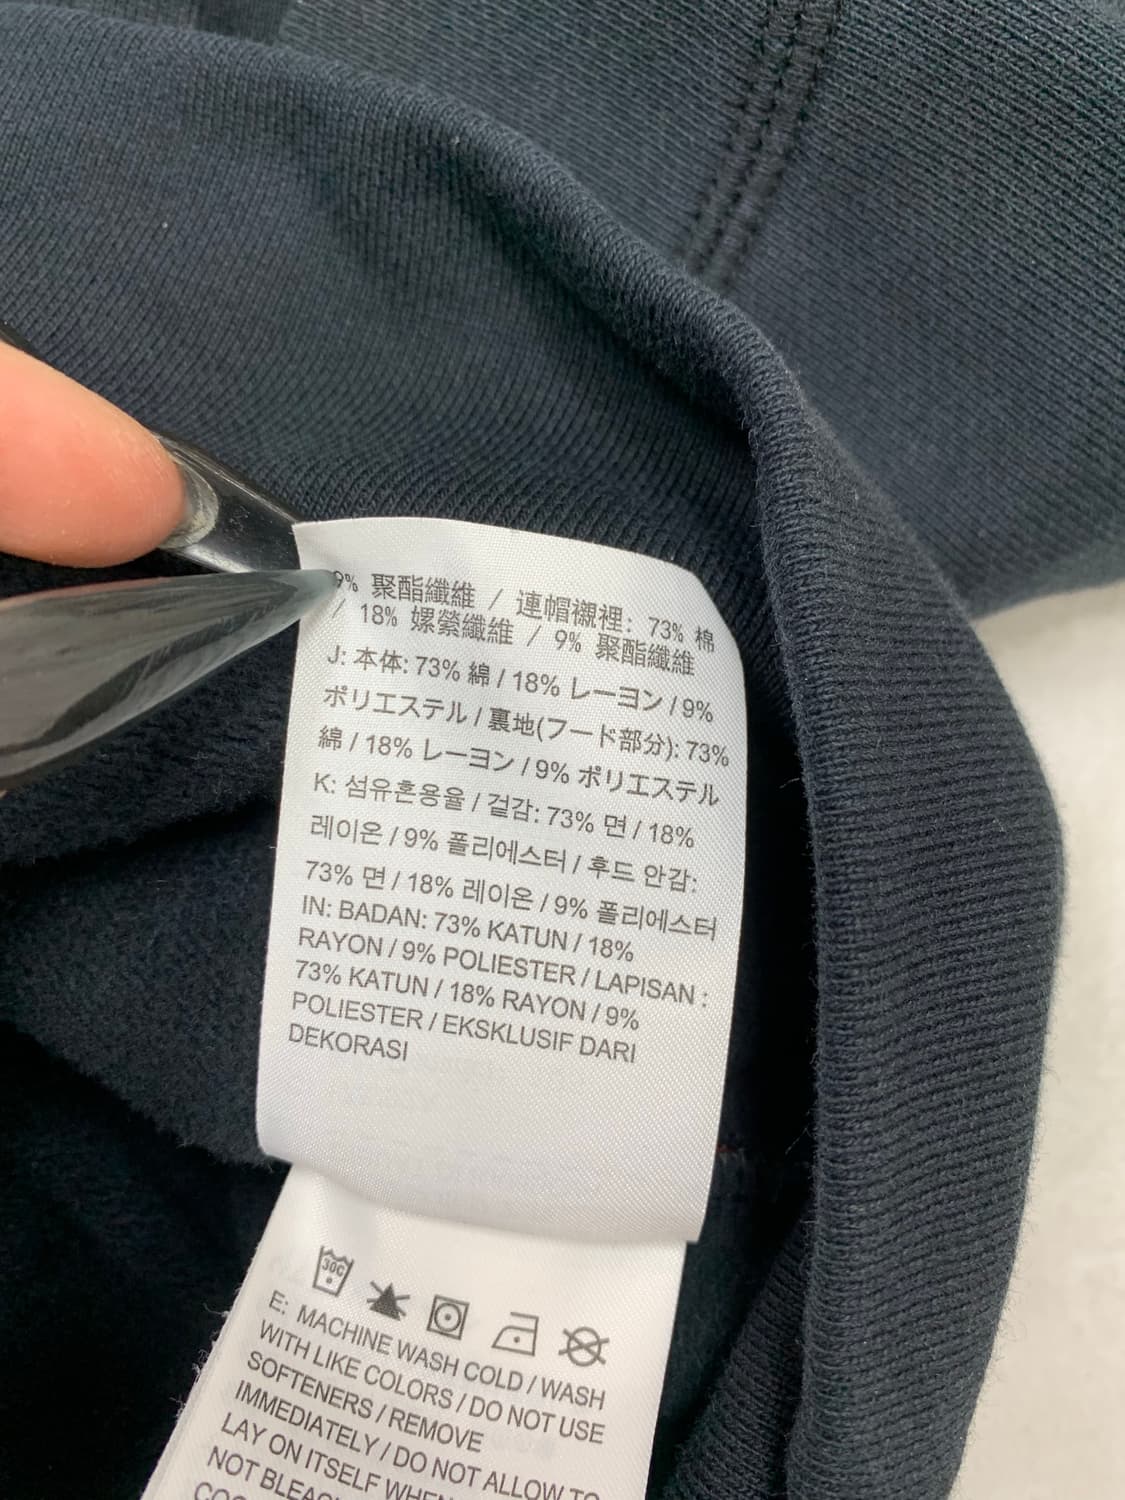 9% 聚酯纖維 / 連帽襯裡: 73% 棉
/ 18% 嫘縈纖維 / 9% 聚酯纖維
J: 本体: 73% 綿 / 18% レーヨン / 9%
ポリエステル / 裏地(フード部分): 73%
綿 / 18% レーヨン / 9% ポリエステル
K: 섬유혼용율 / 겉감: 73% 면 / 18%
레이온 / 9% 폴리에스터 / 후드 안감:
73% 면 / 18% 레이온 / 9% 폴리에스터
IN: BADAN: 73% KATUN / 18%
RAYON / 9% POLIESTER / LAPISAN :
73% KATUN / 18% RAYON / 9%
POLIESTER / EKSKLUSIF DARI
DEKORASI
30C
E: MACHINE WASH COLD / WASH
WITH LIKE COLORS / DO NOT USE
SOFTENERS / REMOVE
IMMEDIATELY / DO NOT ALLOW TO
LAY ON ITSELF WHEN
NOT